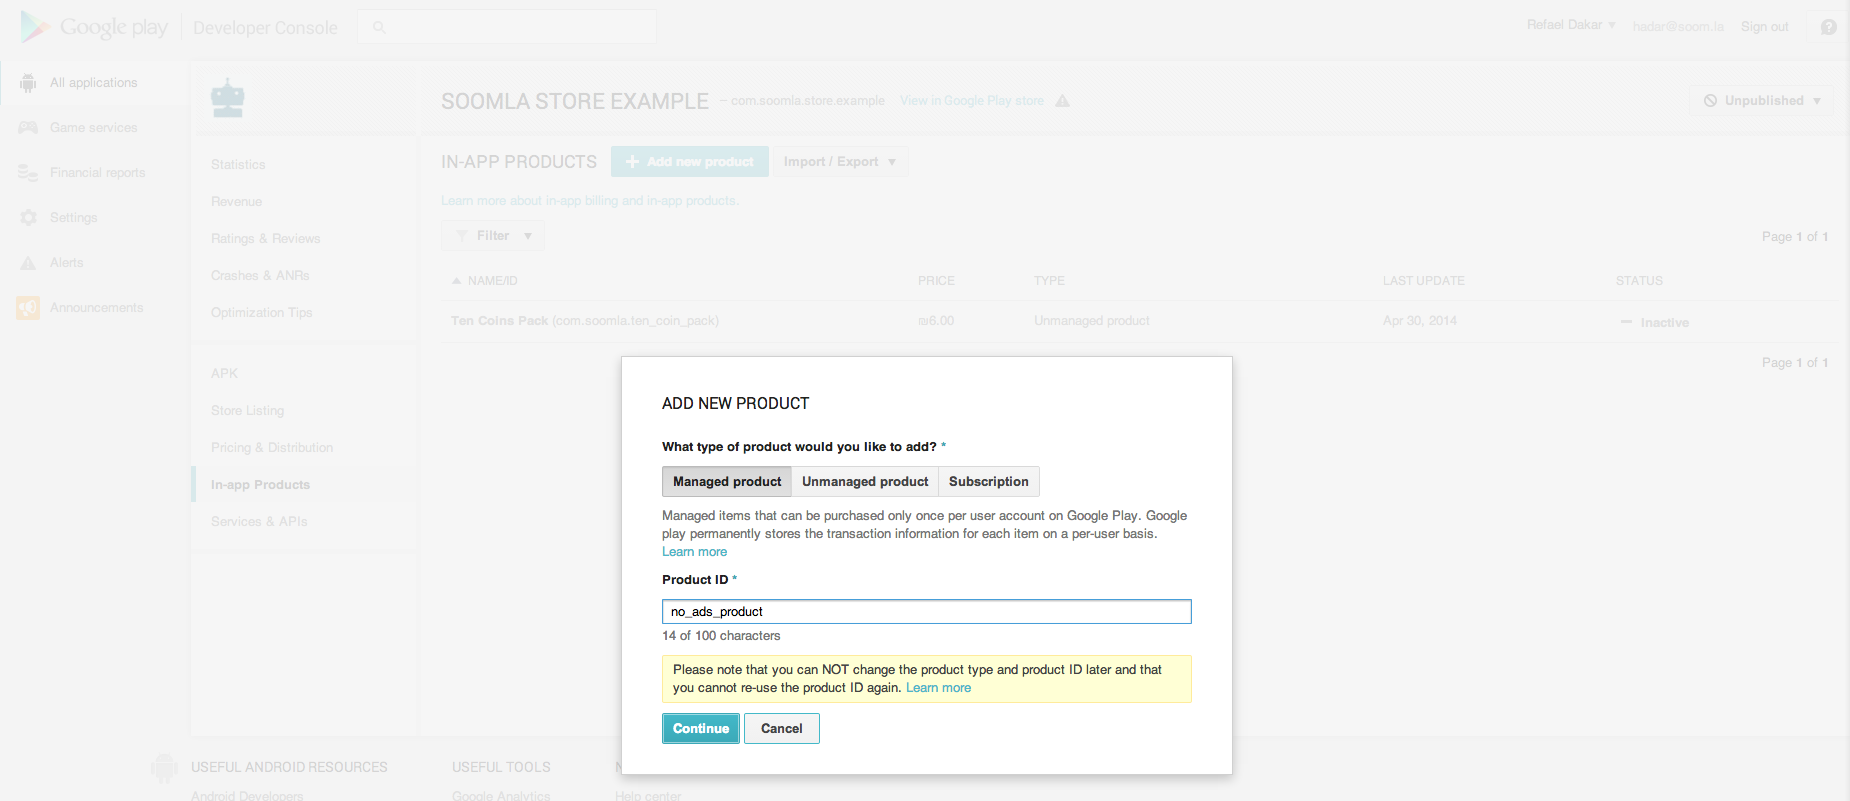 Google play Developer Console
Refael Dakar hadar@soom.la Sign out
All applications
Game services
Financial reports
Settings
Alerts
Announcements
Statistics
Revenue
Ratings & Reviews
Crashes & ANRs
Optimization Tips
APK
Store Listing
Pricing & Distribution
In-app Products
Services & APIs
SOOMLA STORE EXAMPLE – com.soomla.store.example View in Google Play store
Unpublished
IN-APP PRODUCTS + Add new product Import / Export
Learn more about in-app billing and in-app products.
Filter
Page 1 of 1
NAME/ID PRICE TYPE LAST UPDATE STATUS
Ten Coins Pack (com.soomla.ten_coin_pack) ₪6.00 Unmanaged product Apr 30, 2014 Inactive
Page 1 of 1
ADD NEW PRODUCT
What type of product would you like to add? *
Managed product Unmanaged product Subscription
Managed items that can be purchased only once per user account on Google Play. Google
play permanently stores the transaction information for each item on a per-user basis.
Learn more
Product ID *
no_ads_product
14 of 100 characters
Please note that you can NOT change the product type and product ID later and that
you cannot re-use the product ID again. Learn more
Continue Cancel
USEFUL ANDROID RESOURCES USEFUL TOOLS
Android Developers Google Analytics Help center